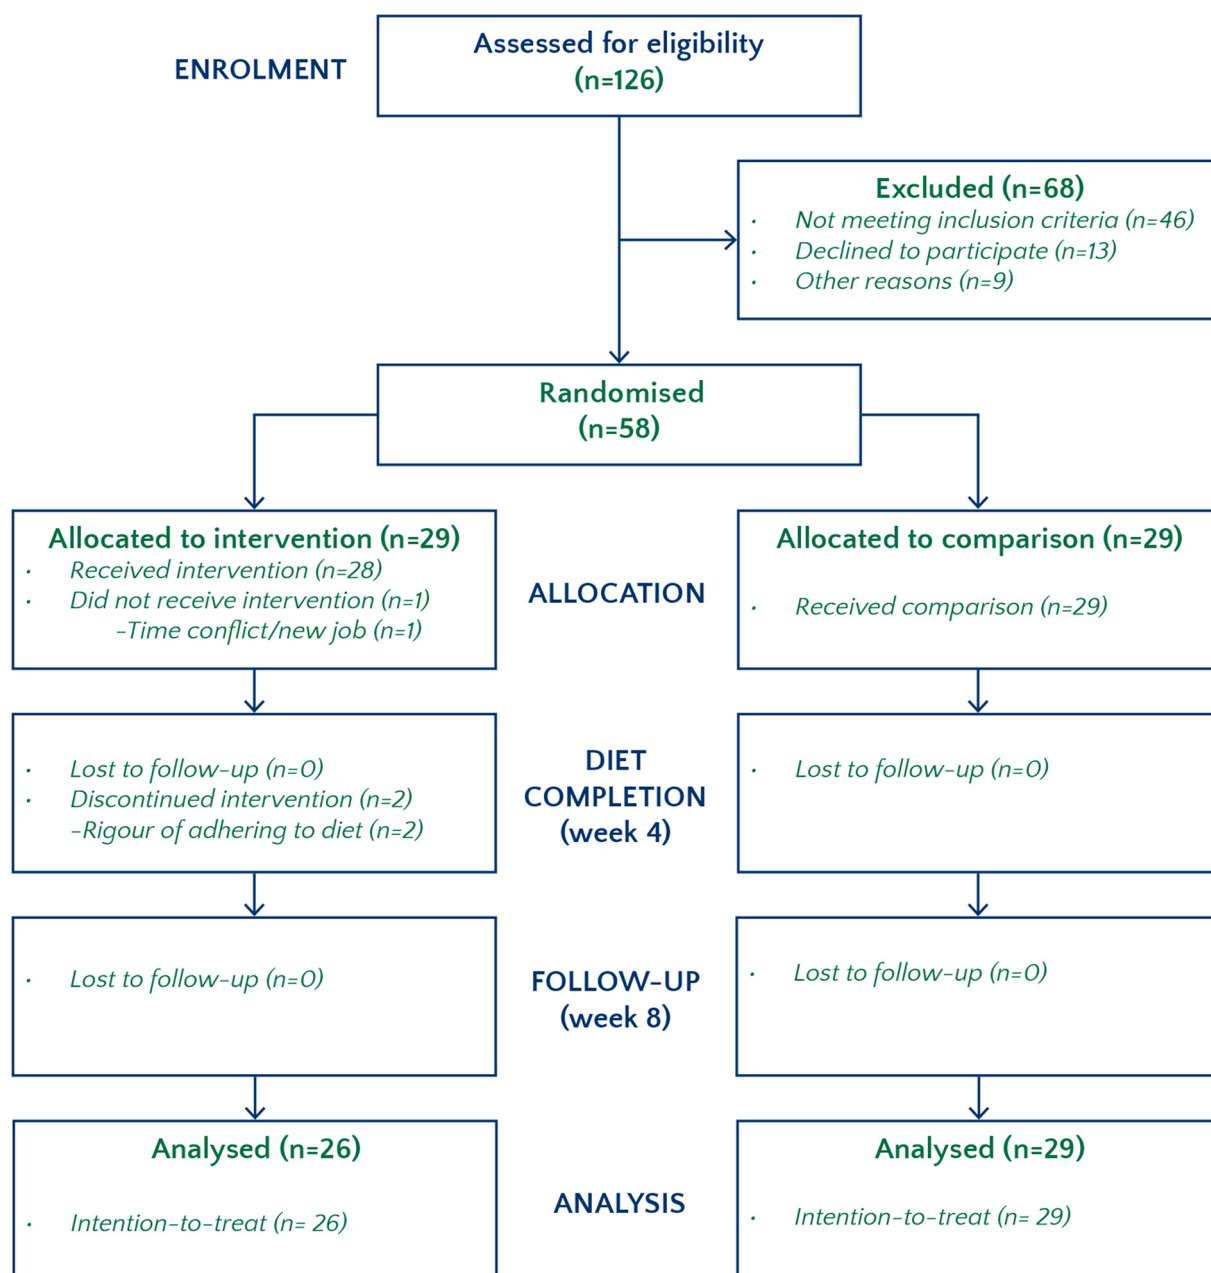 ENROLMENT
Assessed for eligibility
(n=126)
Excluded (n=68)
· Not meeting inclusion criteria (n=46)
· Declined to participate (n=13)
· Other reasons (n=9)
Randomised
(n=58)
Allocated to intervention (n=29)
· Received intervention (n=28)
· Did not receive intervention (n=1)
-Time conflict/new job (n=1)
ALLOCATION
Allocated to comparison (n=29)
· Received comparison (n=29)
· Lost to follow-up (n=0)
· Discontinued intervention (n=2)
-Rigour of adhering to diet (n=2)
DIET
COMPLETION
(week 4)
· Lost to follow-up (n=0)
· Lost to follow-up (n=0)
FOLLOW-UP
(week 8)
· Lost to follow-up (n=0)
Analysed (n=26)
· Intention-to-treat (n= 26)
ANALYSIS
Analysed (n=29)
· Intention-to-treat (n= 29)